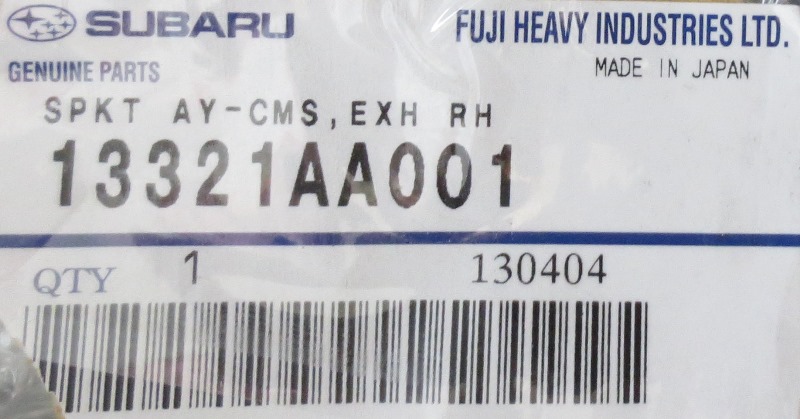 SUBARU FUJI HEAVY INDUSTRIES LTD.
GENUINE PARTS MADE IN JAPAN
SPKT AY-CMS,EXH RH
13321AA001
QTY 1 130404